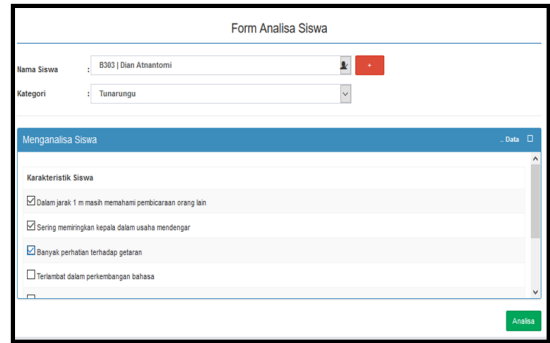 Form Analisa Siswa
Nama Siswa : B303 | Dian Atnantomi +
Kategori : Tunarungu
Menganalisa Siswa .. Data
Karakteristik Siswa
Dalam jarak 1 m masih memahami pembicaraan orang lain
Sering memiringkan kepala dalam usaha mendengar
Banyak perhatian terhadap getaran
Terlambat dalam perkembangan bahasa
Analisa